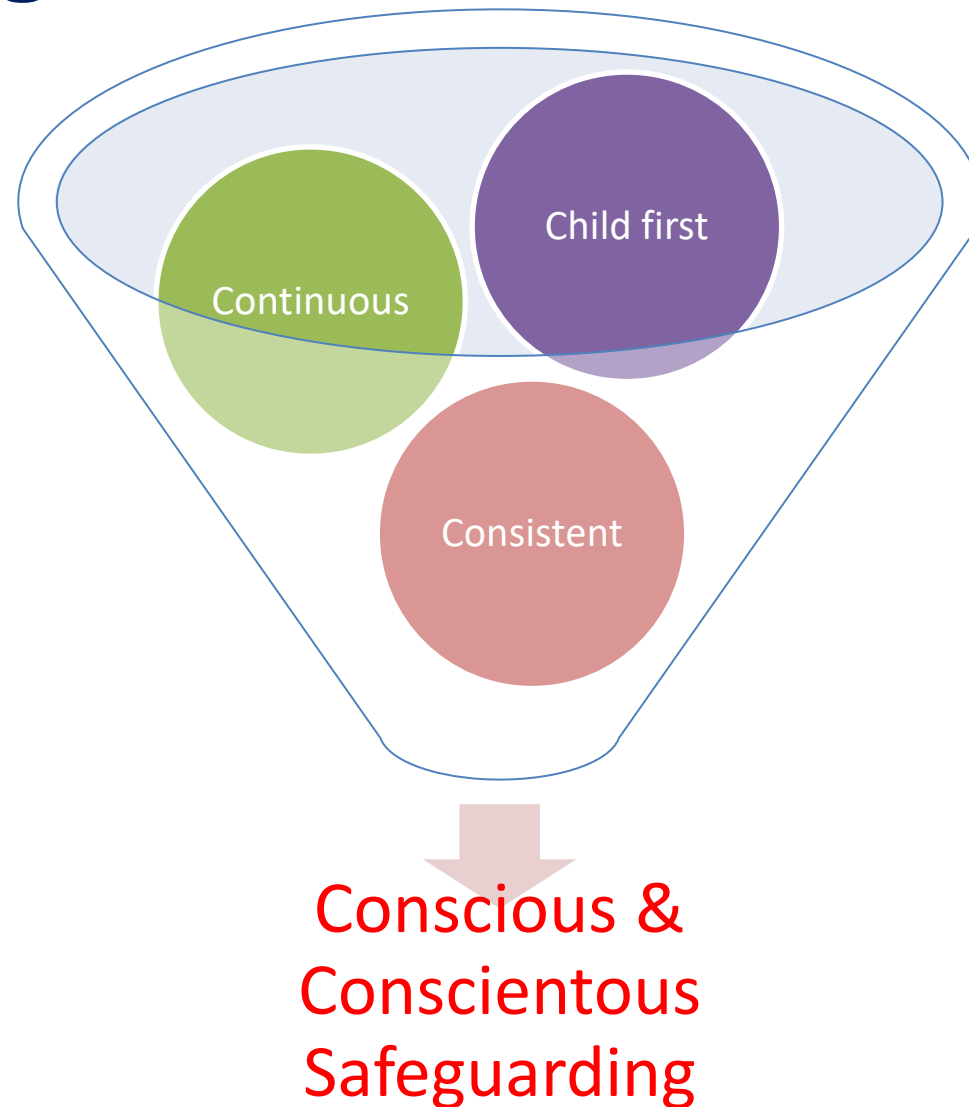 Child first
Continuous
Consistent
Conscious &
Conscientous
Safeguarding